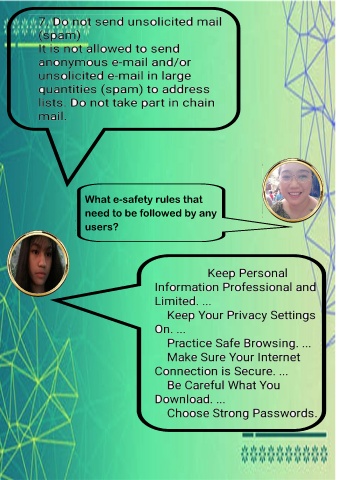 7. Do not send unsolicited mail
(spam)
It is not allowed to send
anonymous e-mail and/or
unsolicited e-mail in large
quantities (spam) to address
lists. Do not take part in chain
mail.
What e-safety rules that
need to be followed by any
users?
Keep Personal
Information Professional and
Limited. ...
Keep Your Privacy Settings
On. ...
Practice Safe Browsing. ...
Make Sure Your Internet
Connection is Secure. ...
Be Careful What You
Download. ...
Choose Strong Passwords.